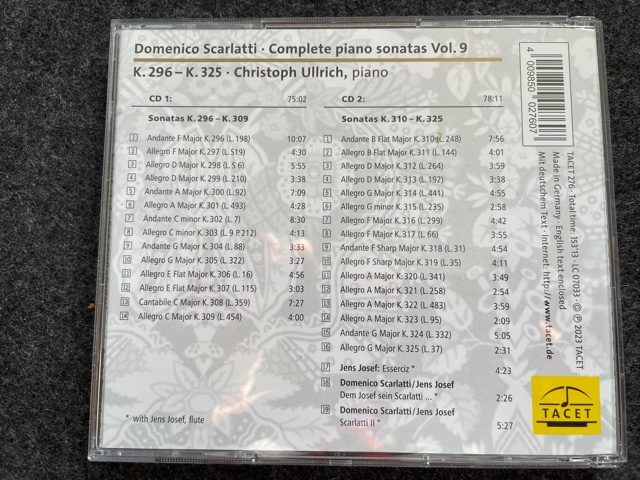 Domenico Scarlatti · Complete piano sonatas Vol. 9
K. 296 – K. 325 · Christoph Ullrich, piano
CD 1: 75:02
Sonatas K. 296 – K. 309
1 Andante F Major K. 296 (L. 198) 10:07
2 Allegro F Major K. 297 (L. S19) 4:30
3 Allegro D Major K. 298 (L. S 6) 5:55
4 Allegro D Major K. 299 (L. 210) 3:38
5 Andante A Major K. 300 (L. 92) 7:09
6 Allegro A Major K. 301 (L. 493) 4:28
7 Andante C minor K. 302 (L. 7) 8:30
8 Allegro C minor K. 303 (L. 9 P.212) 4:13
9 Andante G Major K. 304 (L. 88) 3:33
10 Allegro G Major K. 305 (L. 322) 3:27
11 Allegro E Flat Major K. 306 (L. 16) 4:56
12 Allegro E Flat Major K. 307 (L. 115) 3:03
13 Cantabile C Major K. 308 (L. 359) 7:27
14 Allegro C Major K. 309 (L. 454) 4:00
* with Jens Josef, flute
CD 2: 78:11
Sonatas K. 310 – K. 325
1 Andante B Flat Major K. 310 (L. 248) 7:56
2 Allegro B Flat Major K. 311 (L. 144) 4:01
3 Allegro D Major K. 312 (L. 264) 3:59
4 Allegro D Major K. 313 (L. 192) 3:38
5 Allegro G Major K. 314 (L. 441) 4:55
6 Allegro G minor K. 315 (L. 235) 2:58
7 Allegro F Major K. 316 (L. 299) 4:42
8 Allegro F Major K. 317 (L. 66) 3:55
9 Andante F Sharp Major K. 318 (L. 31) 4:54
10 Allegro F Sharp Major K. 319 (L. 35) 4:11
11 Allegro A Major K. 320 (L. 341) 3:49
12 Allegro A Major K. 321 (L. 258) 2:54
13 Allegro A Major K. 322 (L. 483) 3:59
14 Allegro A Major K. 323 (L. 95) 2:09
15 Andante G Major K. 324 (L. 332) 5:05
16 Allegro G Major K. 325 (L. 37) 2:31
17 Jens Josef: Esserciz * 4:23
18 Domenico Scarlatti/Jens Josef
Dem Josef sein Scarlatti ... * 2:26
19 Domenico Scarlatti/Jens Josef
Scarlatti II * 5:27
4 009850 027607
TACET 276 · Total time: 153'13 · LC 07033 · © ℗ 2023 TACET
Made in Germany · English text enclosed
Mit deutschem Text · Internet: http://www.tacet.de
TACET